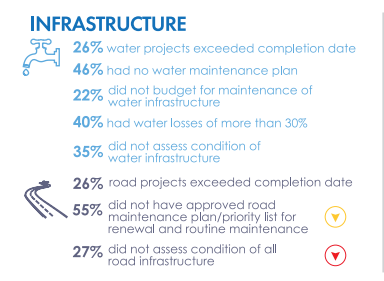 INFRASTRUCTURE
26% water projects exceeded completion date
46% had no water maintenance plan
22% did not budget for maintenance of
water infrastructure
40% had water losses of more than 30%
35% did not assess condition of
water infrastructure
26% road projects exceeded completion date
55% did not have approved road
maintenance plan/priority list for
renewal and routine maintenance
27% did not assess condition of all
road infrastructure